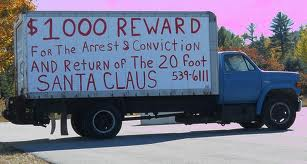 $1000 REWARD
FOR THE ARREST & CONVICTION
AND RETURN OF THE 20 FOOT
SANTA CLAUS 539-6111